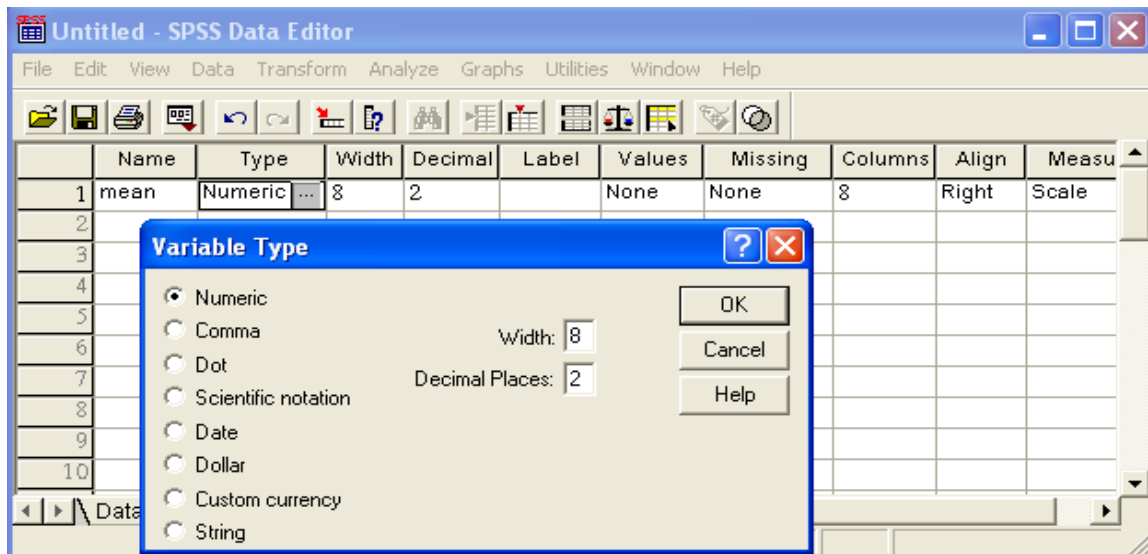 SPSS
Untitled - SPSS Data Editor
File Edit View Data Transform Analyze Graphs Utilities Window Help
Name Type Width Decimal Label Values Missing Columns Align Measu
1 mean Numeric ... 8 2 None None 8 Right Scale
2
3
4
5
6
7
8
9
10
Variable Type
Numeric
Comma
Dot
Scientific notation
Date
Dollar
Custom currency
String
Width: 8
Decimal Places: 2
OK
Cancel
Help
Data